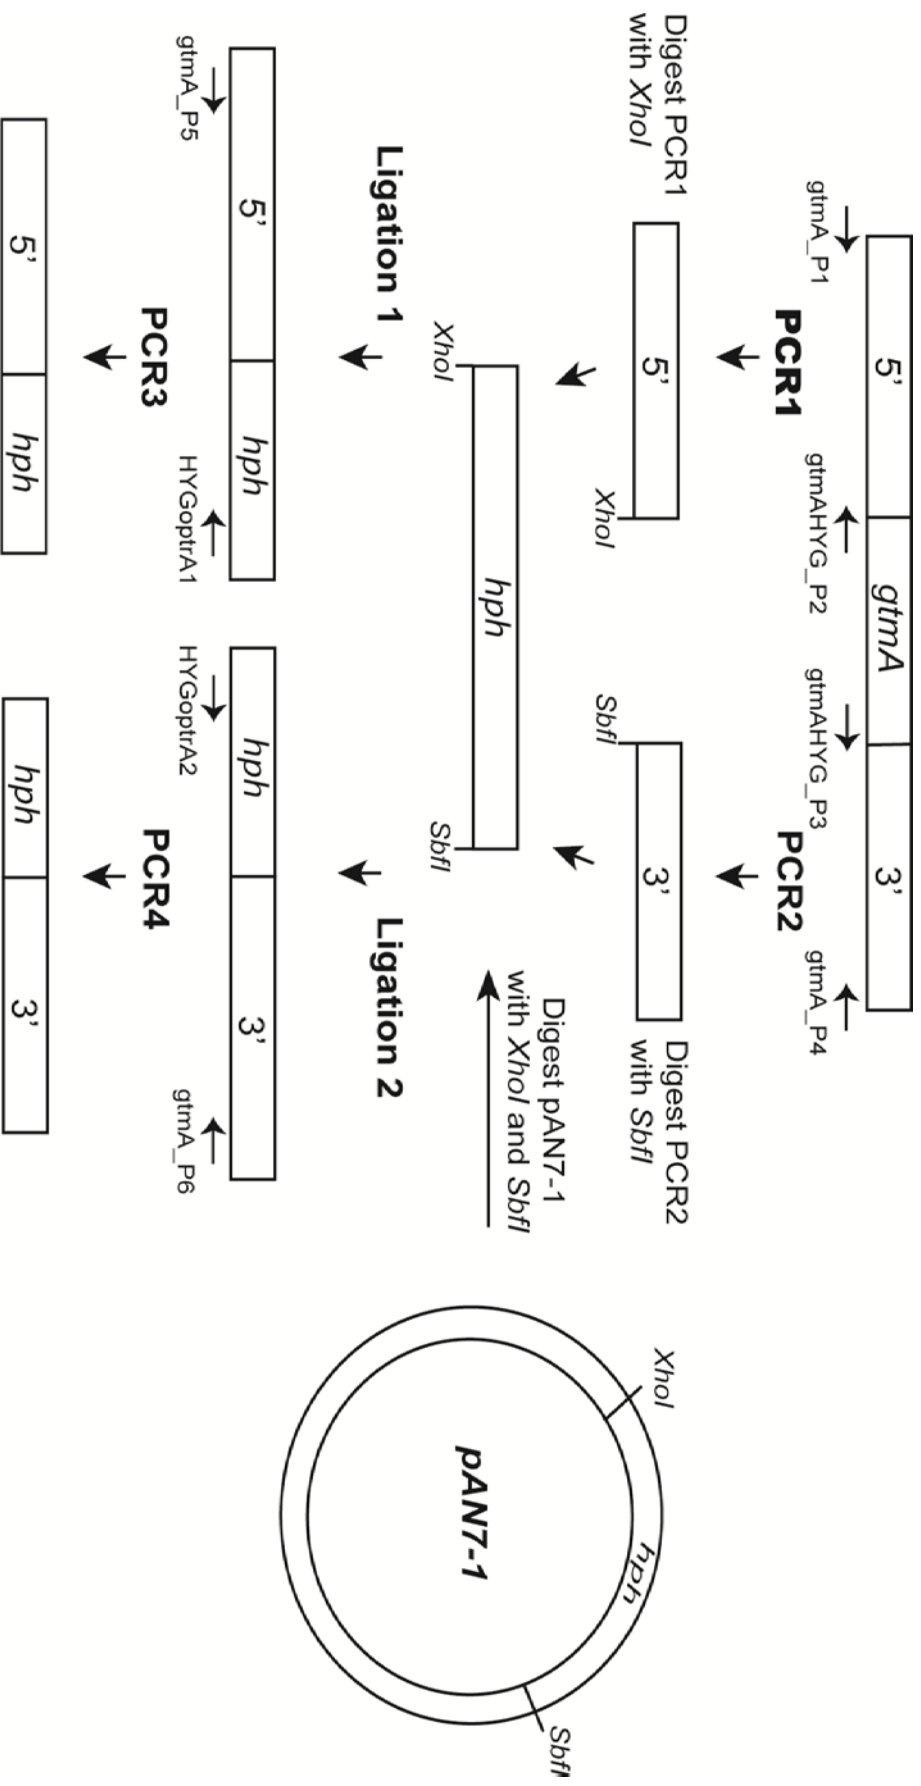 5’
gtmA
3’
gtmA_P1
gtmAHYG_P2
gtmAHYG_P3
gtmA_P4
PCR1
PCR2
Digest PCR1
with XhoI
5’
XhoI
3’
SbfI
Digest PCR2
with SbfI
hph
XhoI
SbfI
Digest pAN7-1
with XhoI and SbfI
XhoI
hph
SbfI
pAN7-1
Ligation 1
Ligation 2
5’
hph
gtmA_P5
HYGoptrA1
hph
3’
HYGoptrA2
gtmA_P6
PCR3
PCR4
5’
hph
hph
3’